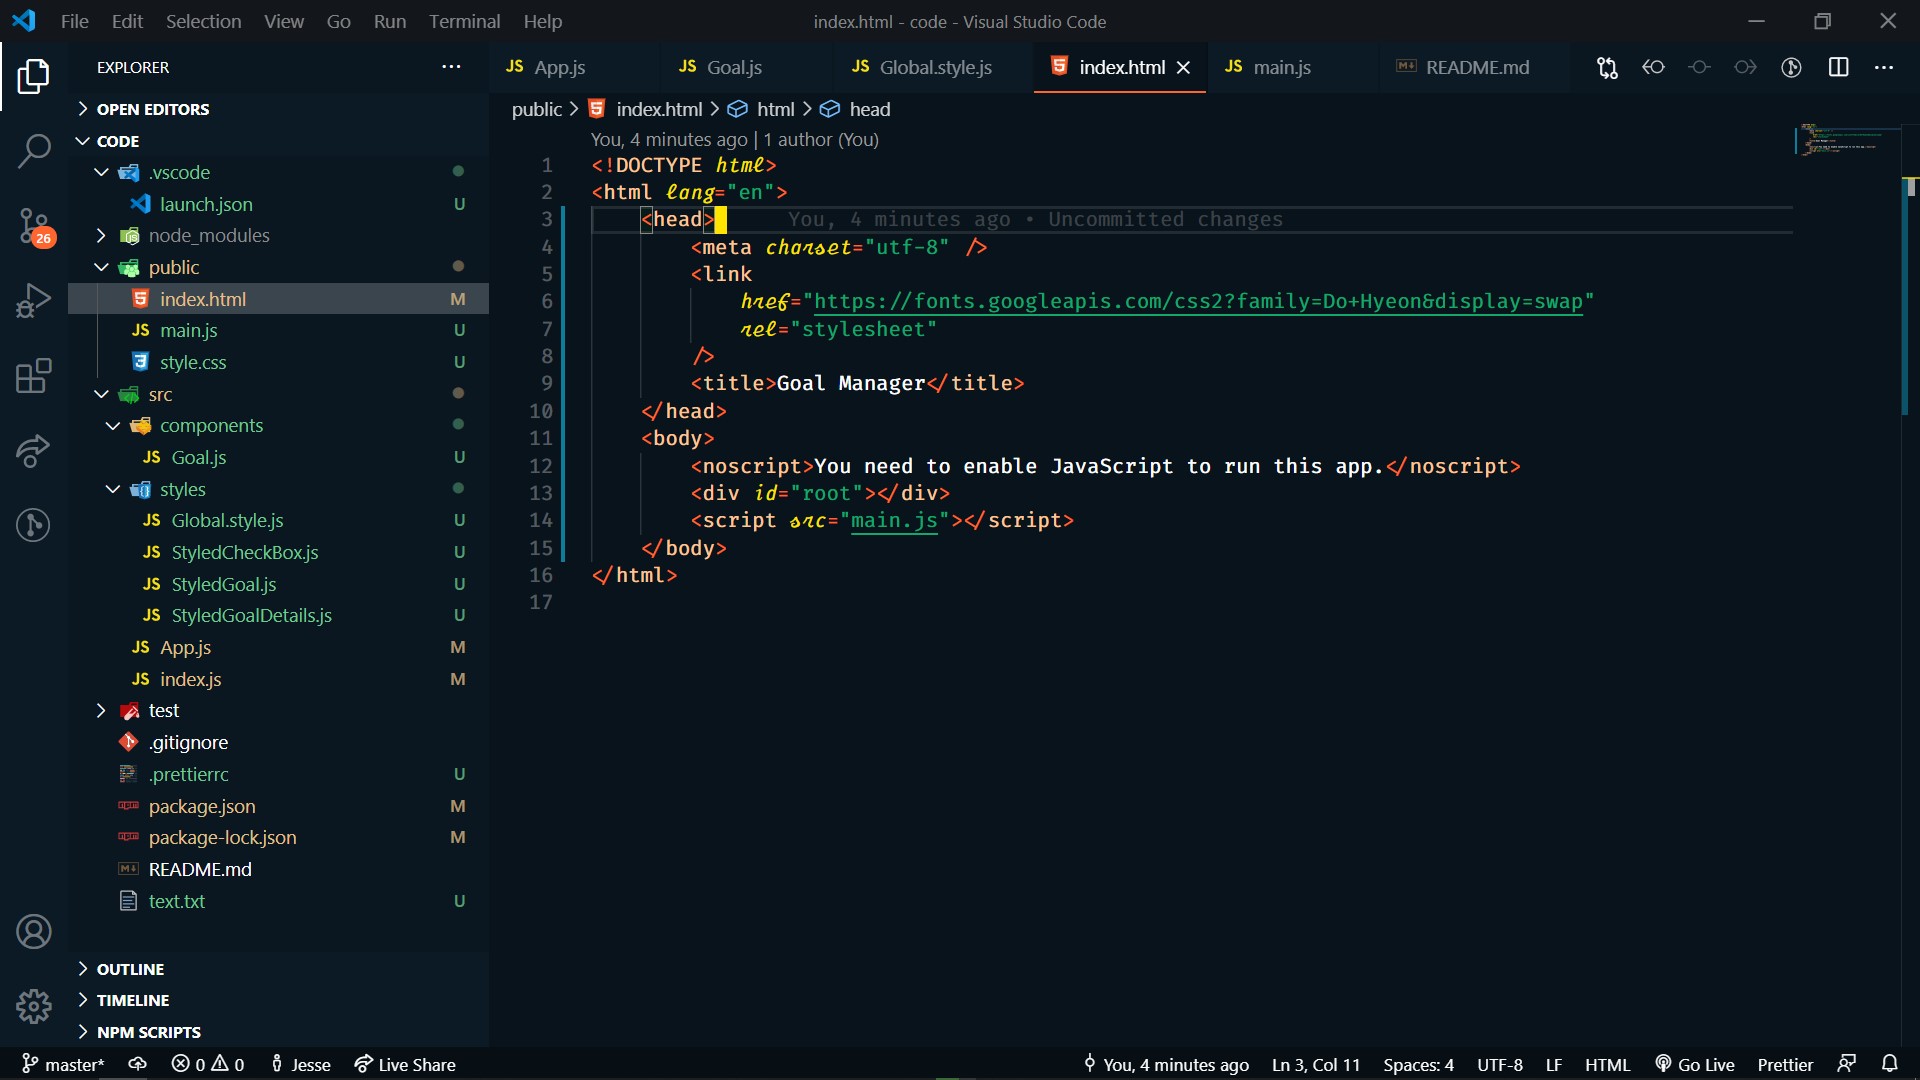 File Edit Selection View Go Run Terminal Help
index.html - code - Visual Studio Code
EXPLORER
OPEN EDITORS
CODE
.vscode
launch.json U
node_modules
public
index.html M
main.js U
style.css U
src
components
Goal.js U
styles
Global.style.js U
StyledCheckBox.js U
StyledGoal.js U
StyledGoalDetails.js U
App.js M
index.js M
test
.gitignore
.prettierrc U
package.json M
package-lock.json M
README.md
text.txt U
OUTLINE
TIMELINE
NPM SCRIPTS
26
JS App.js JS Goal.js JS Global.style.js index.html JS main.js README.md
public > index.html > html > head
You, 4 minutes ago | 1 author (You)
1 <!DOCTYPE html>
2 <html lang="en">
3 <head> You, 4 minutes ago • Uncommitted changes
4 <meta charset="utf-8" />
5 <link
6 href="https://fonts.googleapis.com/css2?family=Do+Hyeon&display=swap"
7 rel="stylesheet"
8 />
9 <title>Goal Manager</title>
10 </head>
11 <body>
12 <noscript>You need to enable JavaScript to run this app.</noscript>
13 <div id="root"></div>
14 <script src="main.js"></script>
15 </body>
16 </html>
17
master* 0 0 Jesse Live Share You, 4 minutes ago Ln 3, Col 11 Spaces: 4 UTF-8 LF HTML Go Live Prettier